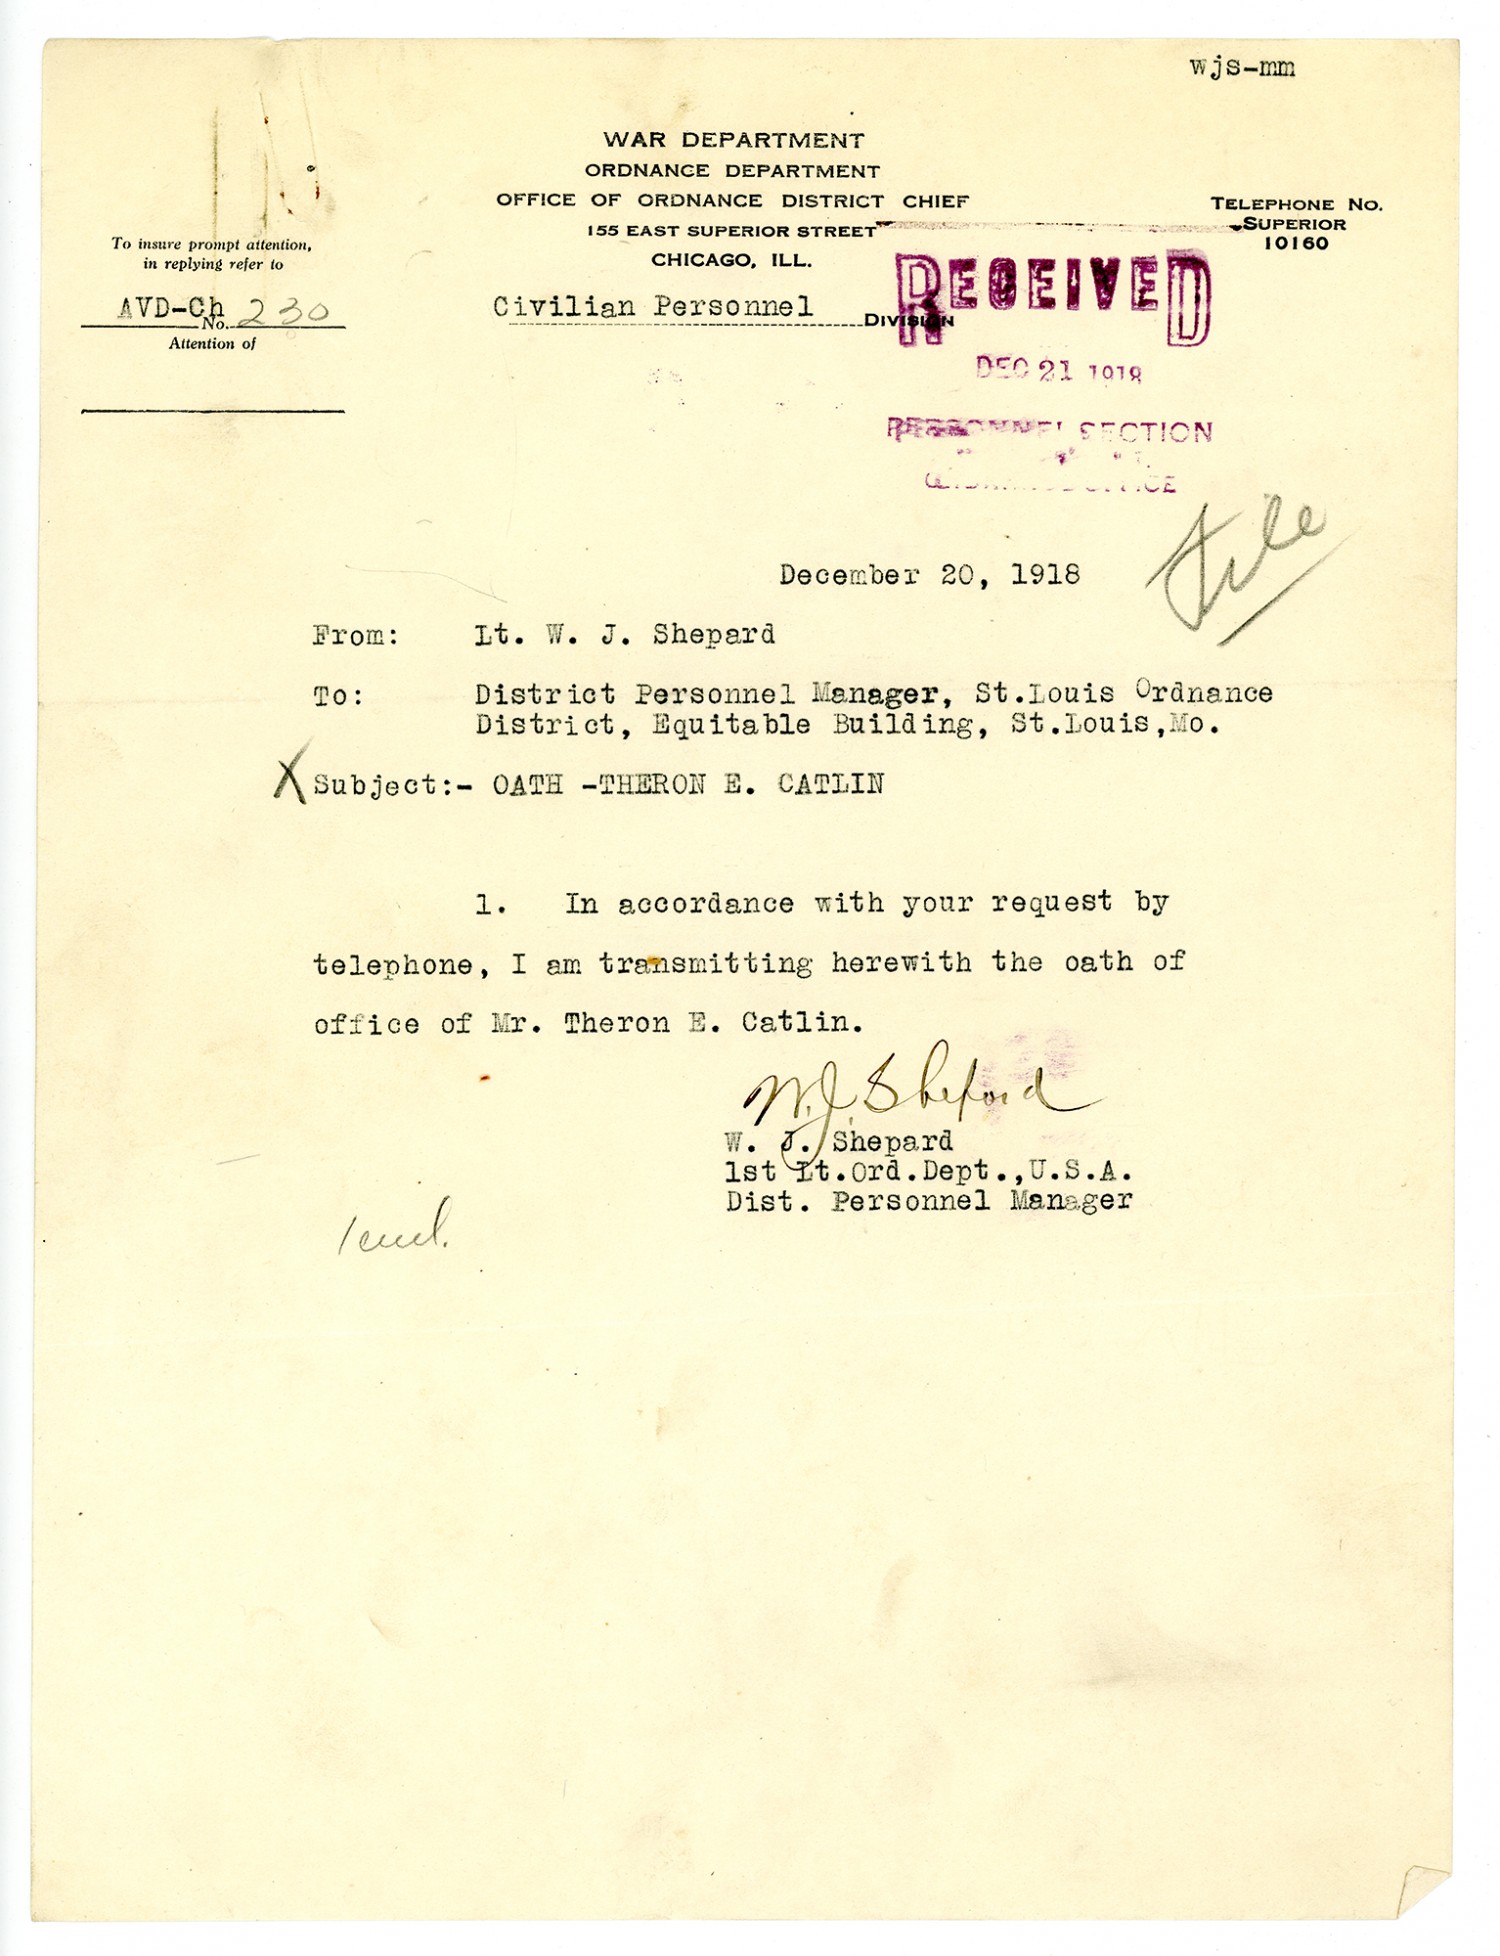 wjs-mm
WAR DEPARTMENT
ORDNANCE DEPARTMENT
OFFICE OF ORDNANCE DISTRICT CHIEF
155 EAST SUPERIOR STREET
CHICAGO, ILL.
TELEPHONE NO.
SUPERIOR
10160
To insure prompt attention,
in replying refer to
AVD-Ch No. 230
Attention of
Civilian Personnel DIVISION
RECEIVED
DEC 21 1918
PERSONNEL SECTION
OFFICE
File
December 20, 1918
From: Lt. W. J. Shepard
To: District Personnel Manager, St.Louis Ordnance
District, Equitable Building, St.Louis,Mo.
X Subject:- OATH -THERON E. CATLIN
1. In accordance with your request by
telephone, I am transmitting herewith the oath of
office of Mr. Theron E. Catlin.
W. J. Shepard
W. J. Shepard
1st Lt.Ord.Dept.,U.S.A.
Dist. Personnel Manager
1 encl.